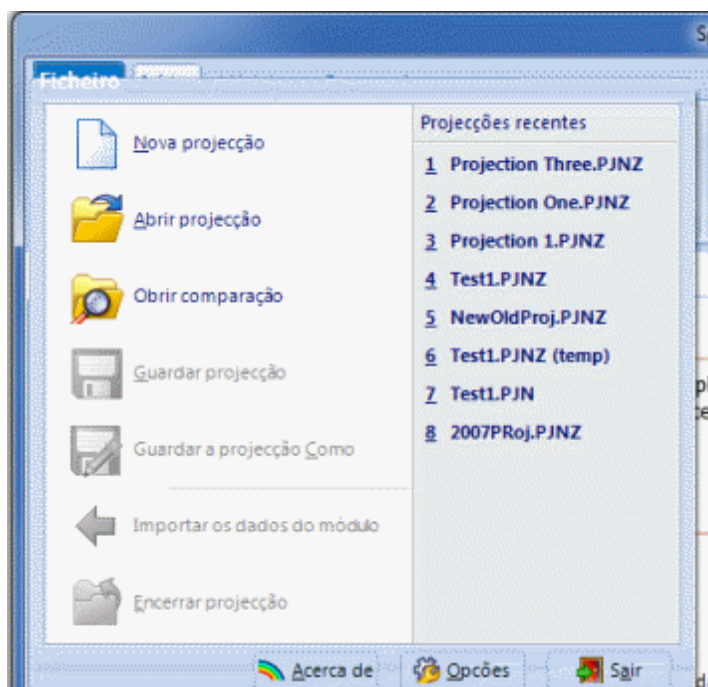 Ficheiro
Nova projecção
Abrir projecção
Obrir comparação
Guardar projecção
Guardar a projecção Como
Importar os dados do módulo
Encerrar projecção
Projecções recentes
1 Projection Three.PJNZ
2 Projection One.PJNZ
3 Projection 1.PJNZ
4 Test1.PJNZ
5 NewOldProj.PJNZ
6 Test1.PJNZ (temp)
7 Test1.PJN
8 2007PRoj.PJNZ
Acerca de
Opcões
Sair